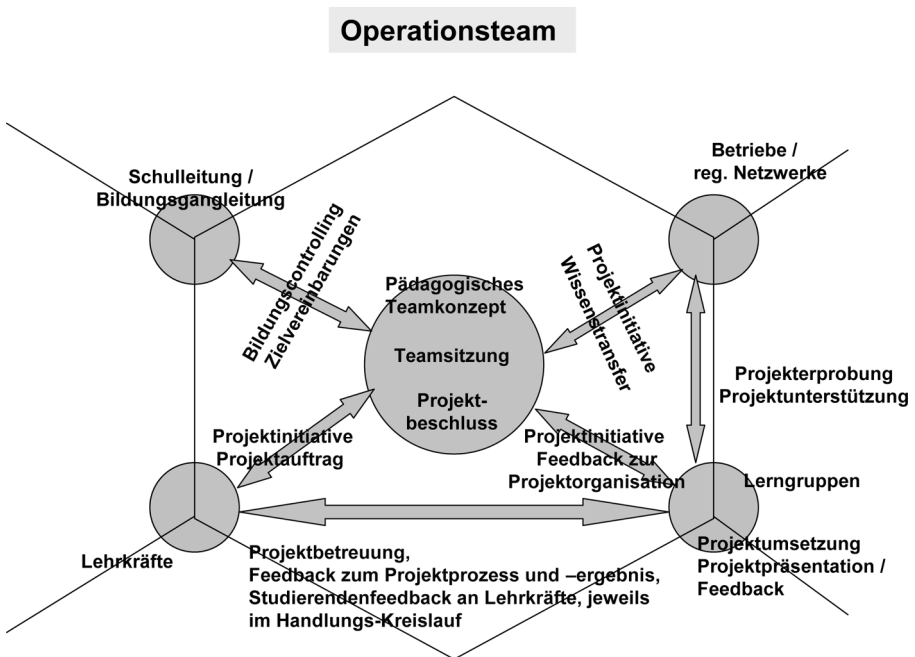 Operationsteam
Betriebe /
reg. Netzwerke
Schulleitung /
Bildungsgangleitung
Bildungscontrolling
Zielvereinbarungen
Projektinitiative
Wissenstransfer
Pädagogisches
Teamkonzept
Teamsitzung
Projekt-
beschluss
Projekterprobung
Projektunterstützung
Projektinitiative
Projektauftrag
Projektinitiative
Feedback zur
Projektorganisation
Lerngruppen
Lehrkräfte
Projektbetreuung,
Feedback zum Projektprozess und –ergebnis,
Studierendenfeedback an Lehrkräfte, jeweils
im Handlungs-Kreislauf
Projektumsetzung
Projektpräsentation /
Feedback